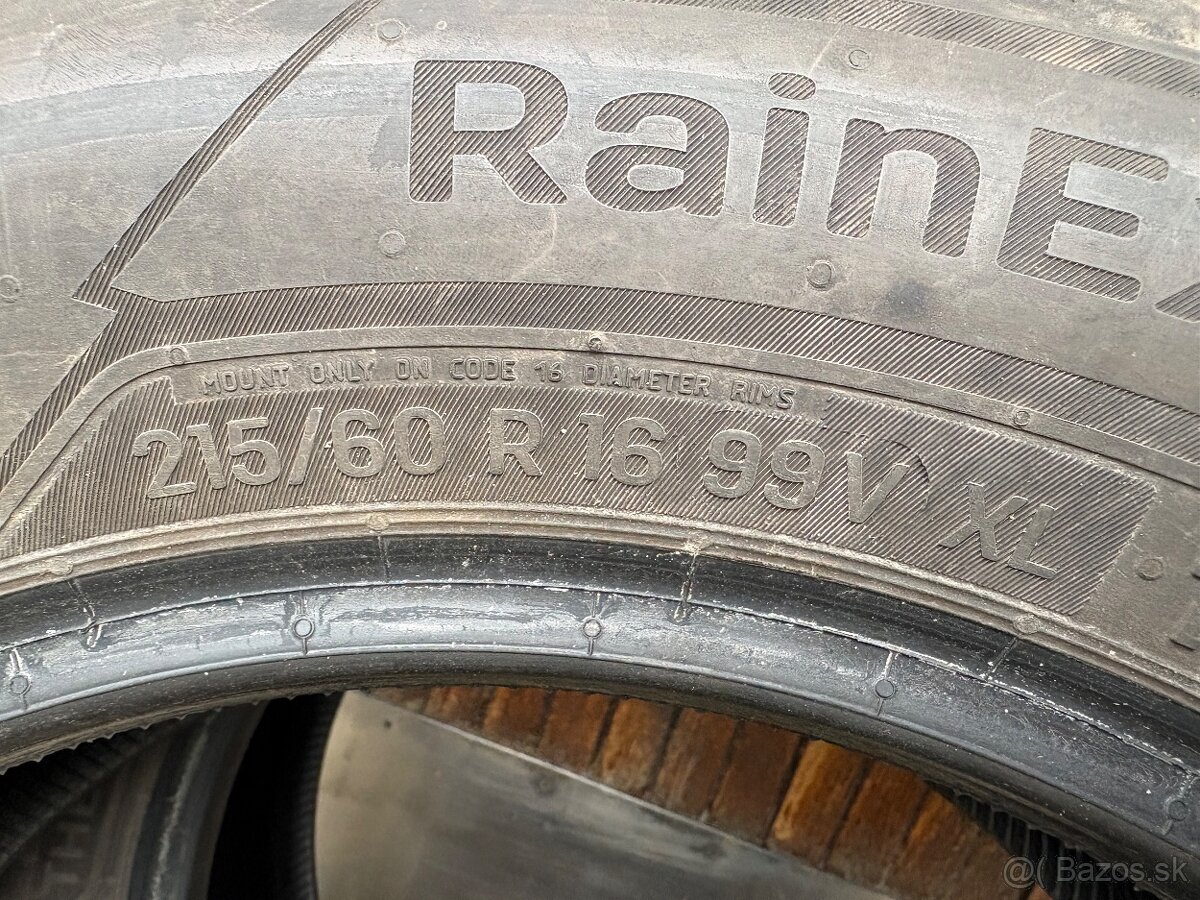 RainE
MOUNT ONLY ON CODE 16 DIAMETER RIMS
215/60 R 16 99V XL
@( Bazos.sk